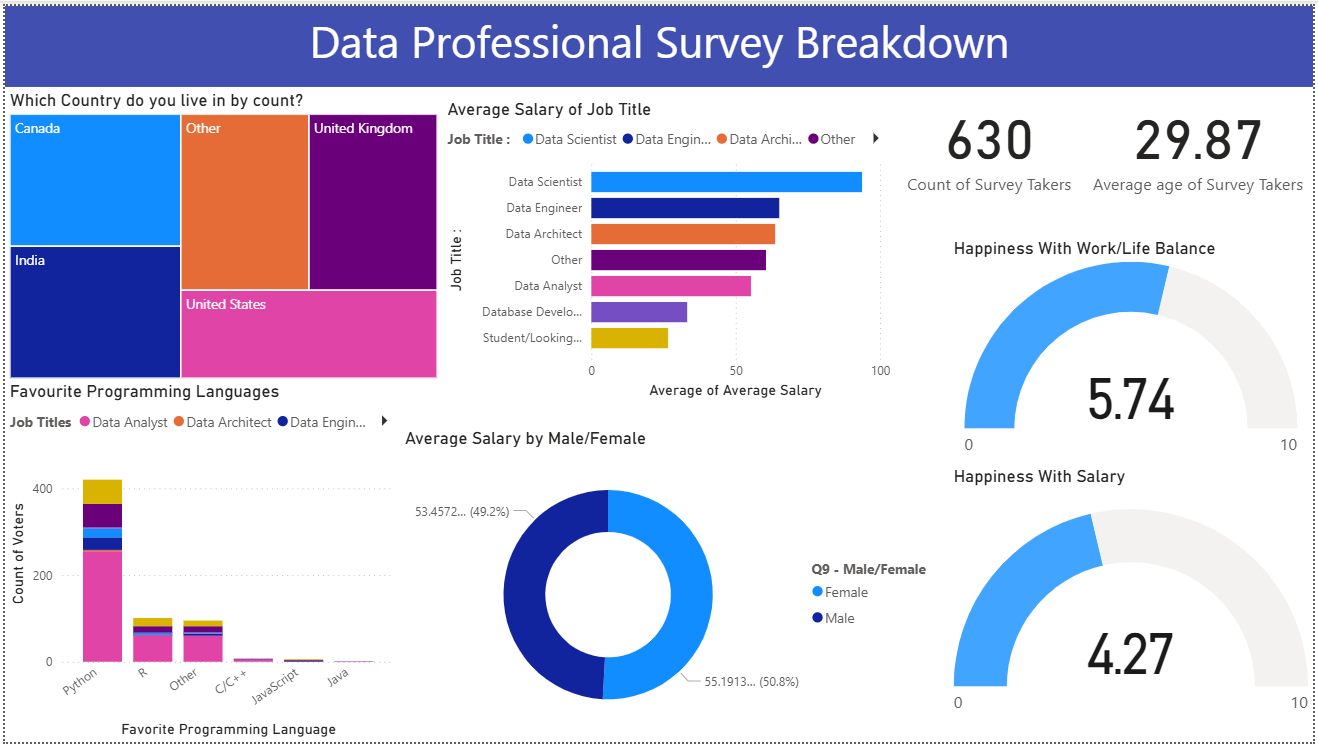 Data Professional Survey Breakdown
Which Country do you live in by count?
Canada
Other
United Kingdom
India
United States
Average Salary of Job Title
Job Title : Data Scientist Data Engin... Data Archi... Other
Job Title :
Data Scientist
Data Engineer
Data Architect
Other
Data Analyst
Database Develo...
Student/Looking...
0 50 100
Average of Average Salary
630
Count of Survey Takers
29.87
Average age of Survey Takers
Happiness With Work/Life Balance
5.74
0 10
Favourite Programming Languages
Job Titles Data Analyst Data Architect Data Engin...
Count of Voters
400
200
0
Python R Other C/C++ JavaScript Java
Favorite Programming Language
Average Salary by Male/Female
53.4572... (49.2%)
55.1913... (50.8%)
Q9 - Male/Female
Female
Male
Happiness With Salary
4.27
0 10